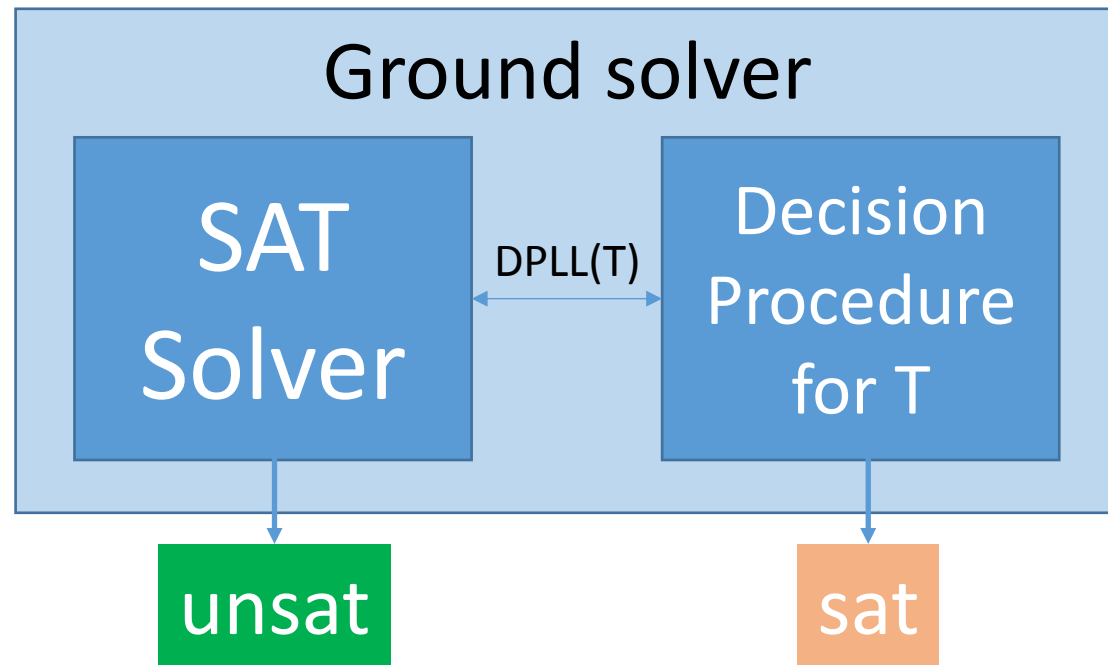 Ground solver
SAT
Solver
DPLL(T)
Decision
Procedure
for T
unsat
sat